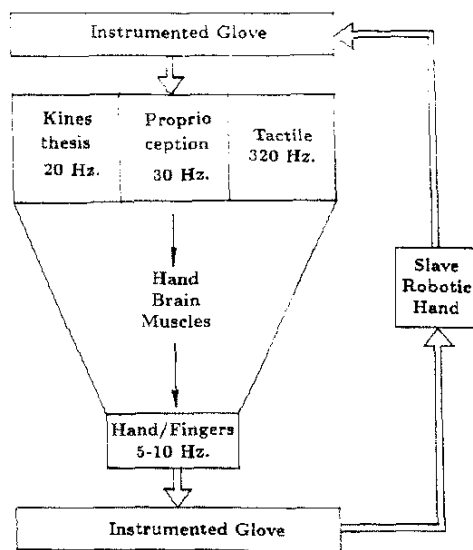 Instrumented Glove
Kines
thesis
20 Hz.
Proprio
ception
30 Hz.
Tactile
320 Hz.
Hand
Brain
Muscles
Slave
Robotic
Hand
Hand/Fingers
5-10 Hz.
Instrumented Glove